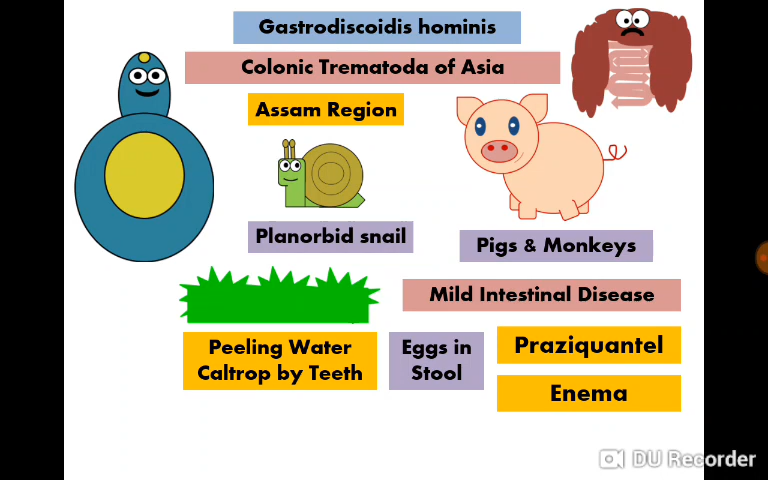 Gastrodiscoidis hominis
Colonic Trematoda of Asia
Assam Region
Planorbid snail
Pigs & Monkeys
Mild Intestinal Disease
Peeling Water
Caltrop by Teeth
Eggs in
Stool
Praziquantel
Enema
DU Recorder